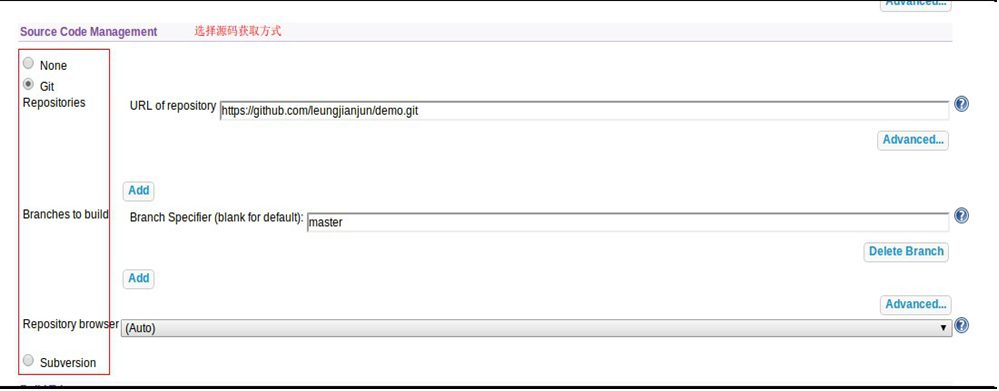 Advanced...
Source Code Management 选择源码获取方式
None
Git
Repositories URL of repository https://github.com/leungjianjun/demo.git
Advanced...
Add
Branches to build Branch Specifier (blank for default): master
Delete Branch
Add
Advanced...
Repository browser (Auto)
Subversion